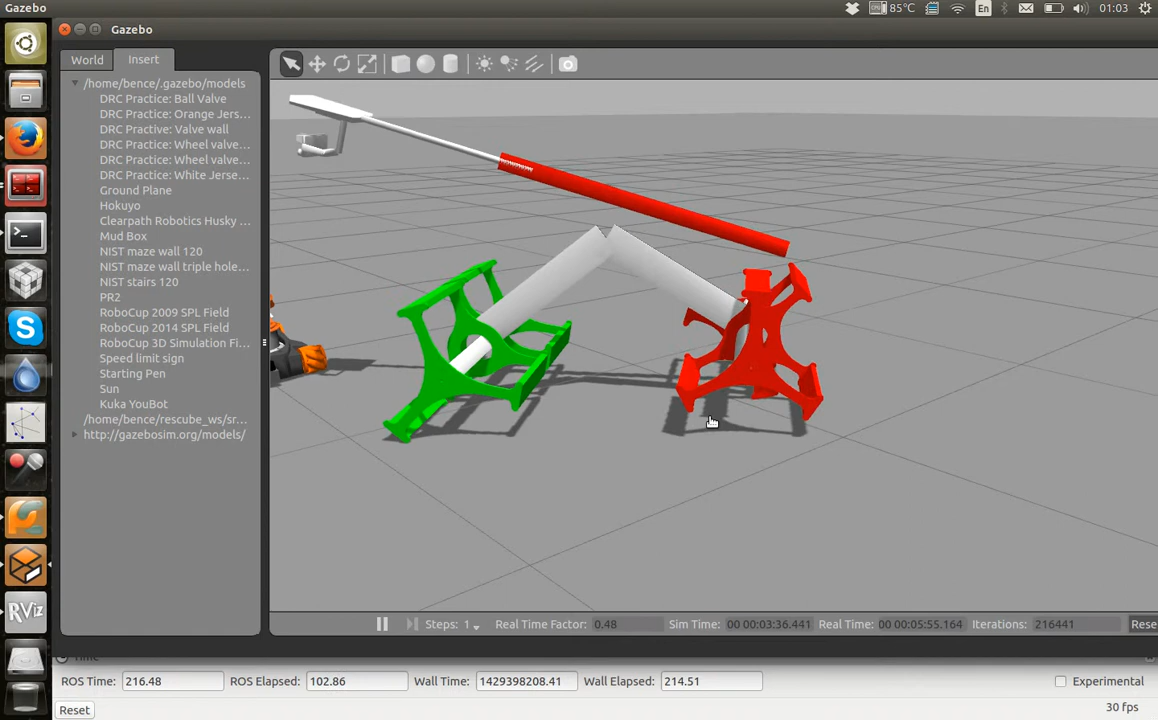 Gazebo
85°C
En
01:03
Gazebo
World Insert
/home/bence/.gazebo/models
DRC Practice: Ball Valve
DRC Practice: Orange Jers...
DRC Practive: Valve wall
DRC Practice: Wheel valve...
DRC Practice: Wheel valve...
DRC Practice: White Jerse...
Ground Plane
Hokuyo
Clearpath Robotics Husky ...
Mud Box
NIST maze wall 120
NIST maze wall triple hole...
NIST stairs 120
PR2
RoboCup 2009 SPL Field
RoboCup 2014 SPL Field
RoboCup 3D Simulation Fi...
Speed limit sign
Starting Pen
Sun
Kuka YouBot
/home/bence/rescube_ws/sr...
http://gazebosim.org/models/
RViz
Steps: 1 Real Time Factor: 0.48 Sim Time: 00 00:03:36.441 Real Time: 00 00:05:55.164 Iterations: 216441 Rese
Time
ROS Time: 216.48 ROS Elapsed: 102.86 Wall Time: 1429398208.41 Wall Elapsed: 214.51 Experimental
Reset 30 fps